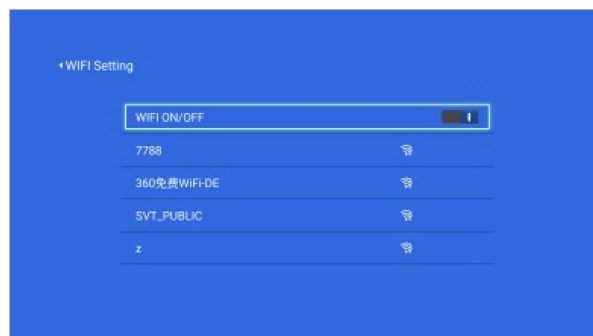 WIFI Setting
WIFI ON/OFF
7788
360免费WiFi-DE
SVT_PUBLIC
z